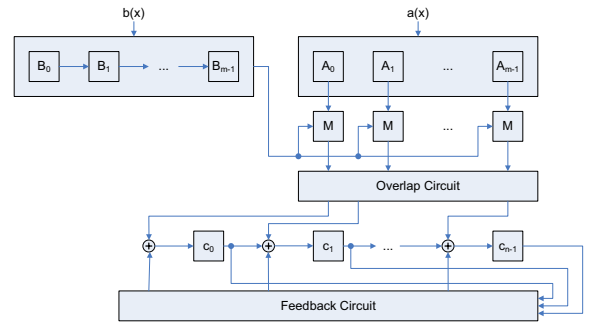 b(x) a(x)
B0 B1 ... Bm-1 A0 A1 ... Am-1
M M ... M
Overlap Circuit
c0 c1 ... cn-1
Feedback Circuit